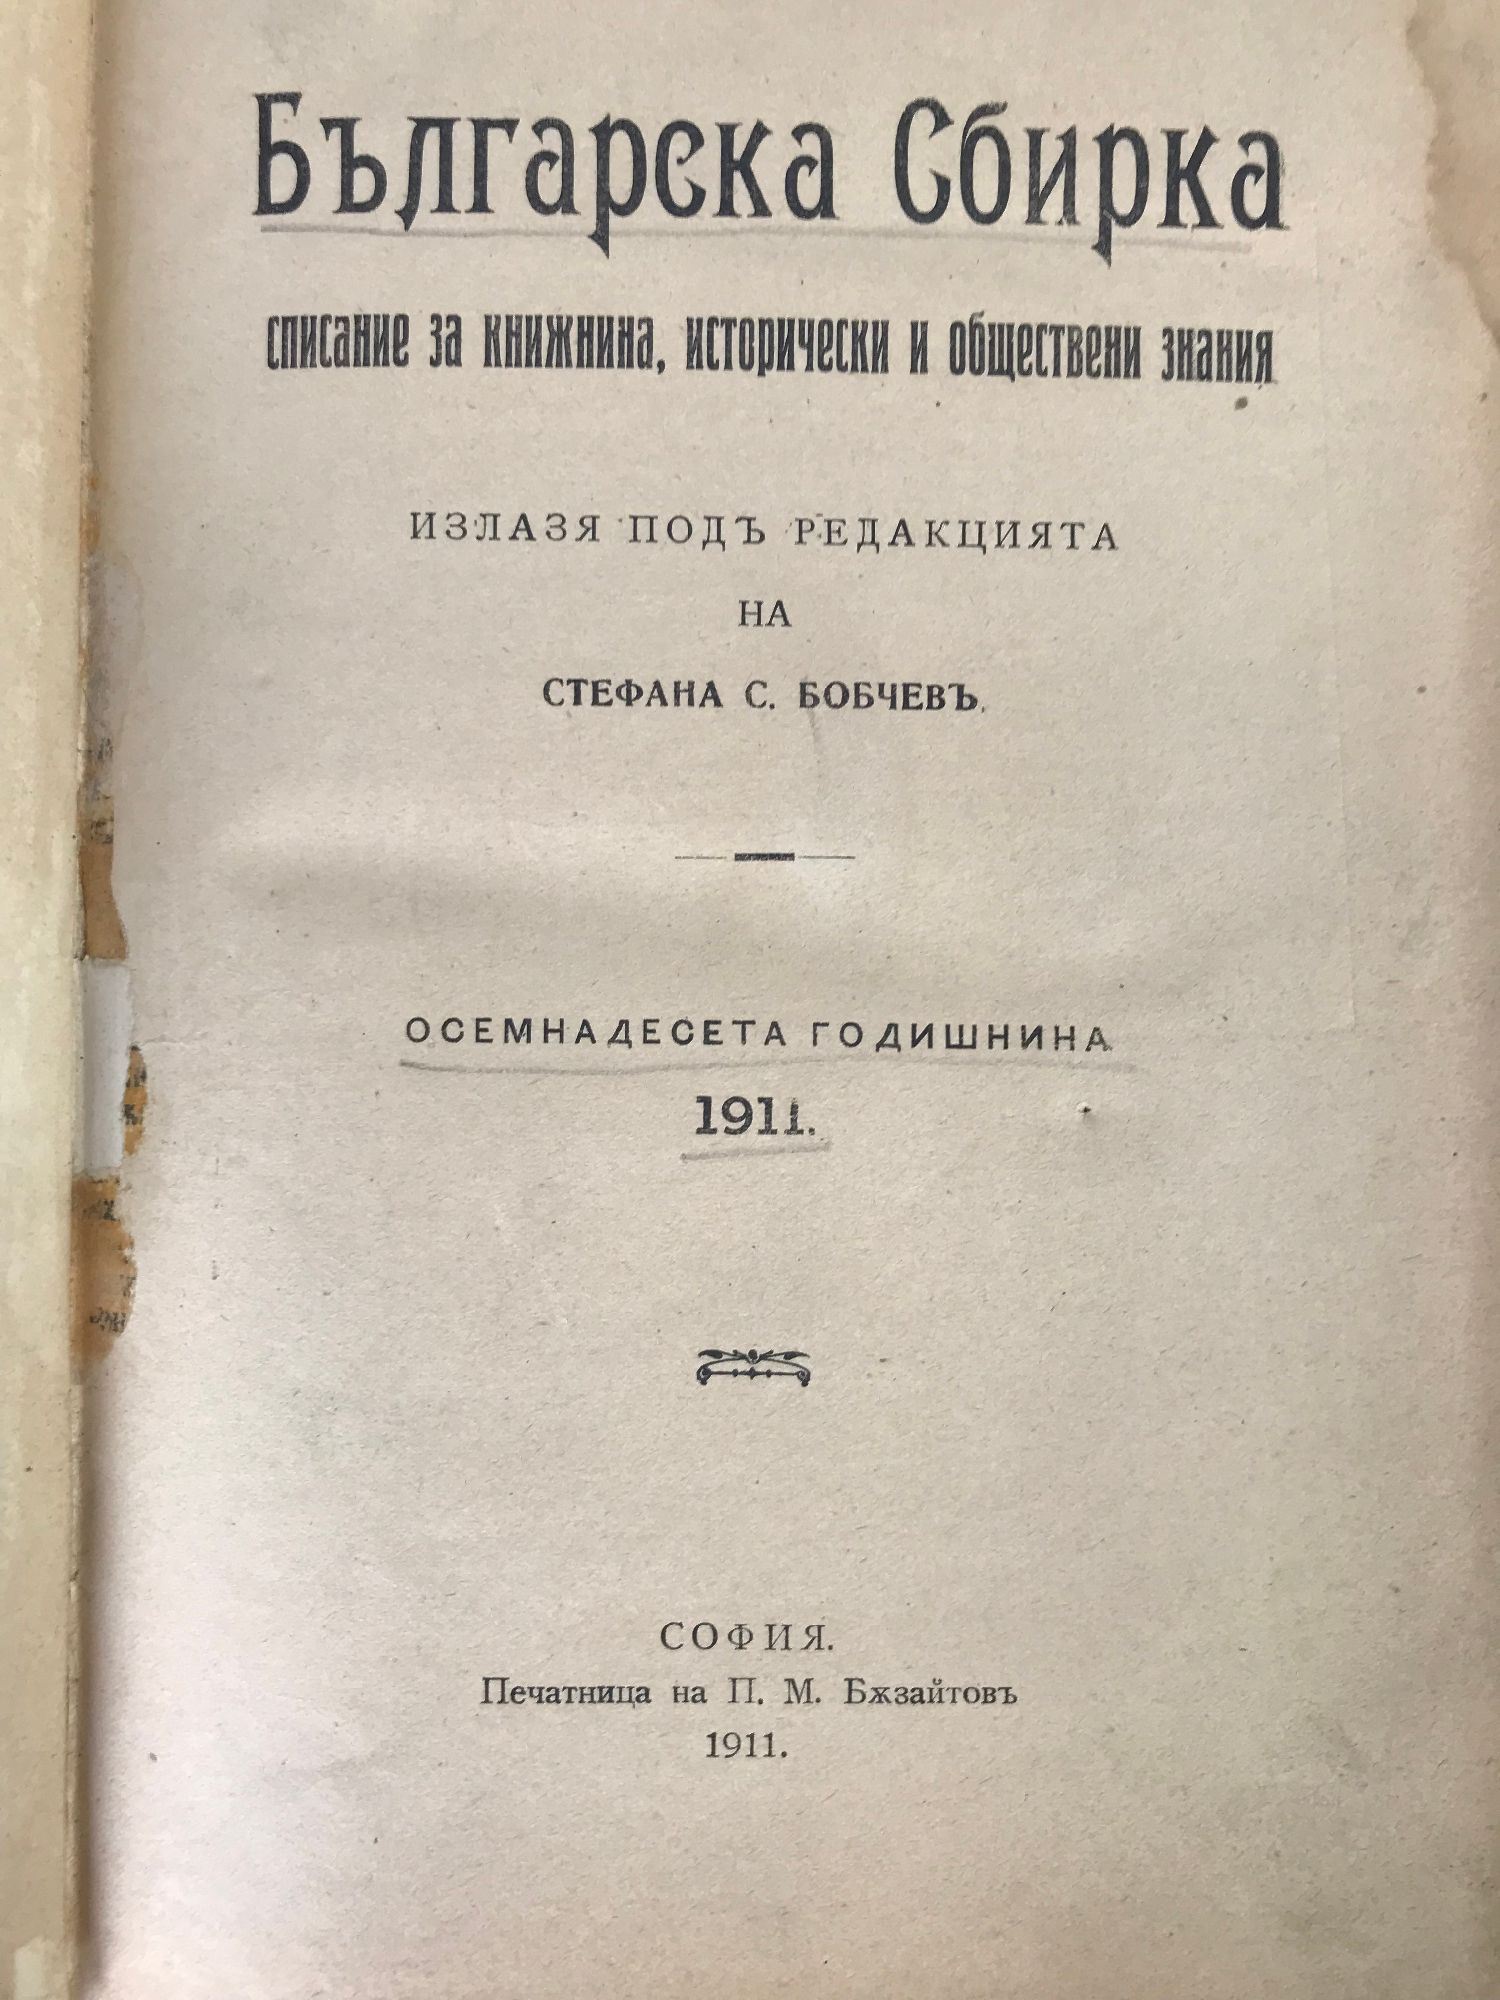 Българска Сбирка
списание за книжнина, исторически и обществени знания
ИЗЛАЗЯ ПОДЪ РЕДАКЦИЯТА
НА
СТЕФАНА С. БОБЧЕВЪ.
ОСЕМНАДЕСЕТА ГОДИШНИНА
1911.
СОФИЯ.
Печатница на П. М. Бѫзайтовъ
1911.